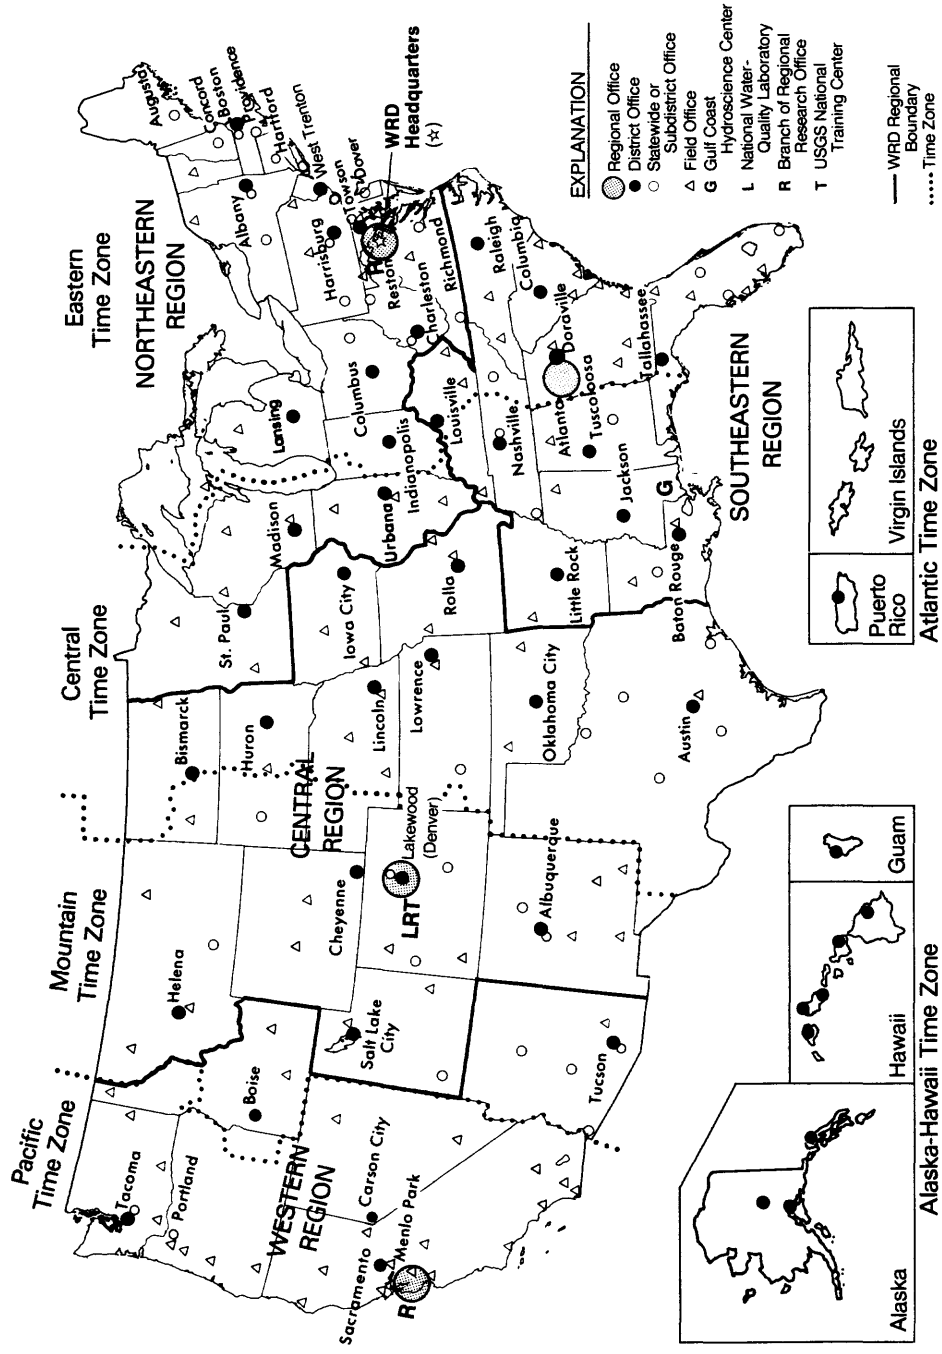 Pacific
Time Zone
Mountain
Time Zone
Central
Time Zone
Eastern
Time Zone
NORTHEASTERN
REGION
WESTERN
REGION
CENTRAL
REGION
SOUTHEASTERN
REGION
Tacoma
Portland
Boise
Helena
Carson City
Sacramento
Menlo Park
R
Salt Lake
City
Tucson
Cheyenne
Lakewood
(Denver)
LRT
Albuquerque
Bismarck
Huron
Lincoln
Lawrence
Oklahoma City
Austin
St. Paul
Iowa City
Rolla
Little Rock
Baton Rouge
Madison
Urbana
Indianapolis
Lansing
Columbus
Louisville
Nashville
Jackson
G
Tuscaloosa
Atlanta
Doraville
Tallahassee
Columbia
Raleigh
Richmond
Charleston
Reston
R
Harrisburg
Towson
Dover
West Trenton
Albany
Hartford
Providence
Boston
Concord
Augusta
WRD
Headquarters
(☆)
EXPLANATION
Regional Office
District Office
Statewide or
Subdistrict Office
Field Office
G Gulf Coast
Hydroscience Center
L National Water-
Quality Laboratory
R Branch of Regional
Research Office
T USGS National
Training Center
WRD Regional
Boundary
Time Zone
Alaska
Hawaii
Guam
Alaska-Hawaii Time Zone
Puerto
Rico
Virgin Islands
Atlantic Time Zone